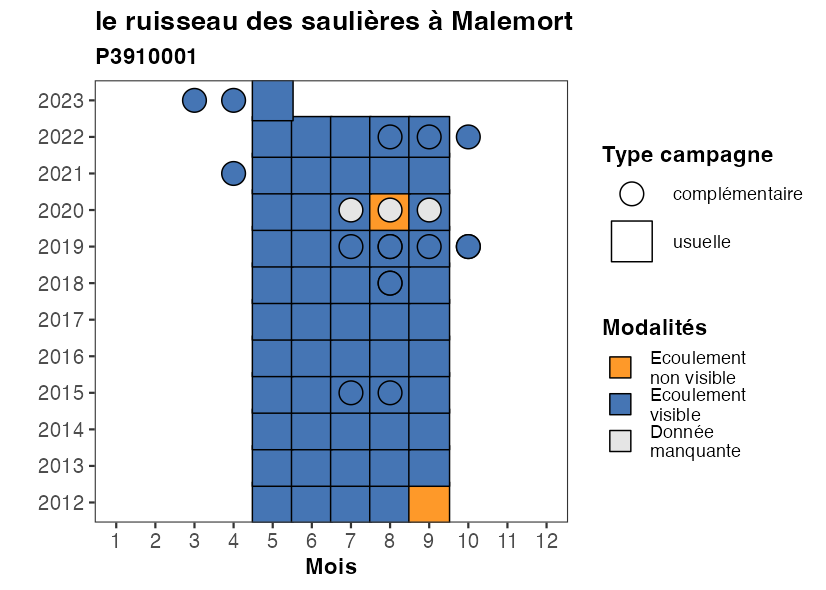 le ruisseau des saulières à Malemort
P3910001
2023
2022
2021
2020
2019
2018
2017
2016
2015
2014
2013
2012
1 2 3 4 5 6 7 8 9 10 11 12
Mois
Type campagne
complémentaire
usuelle
Modalités
Ecoulement
non visible
Ecoulement
visible
Donnée
manquante